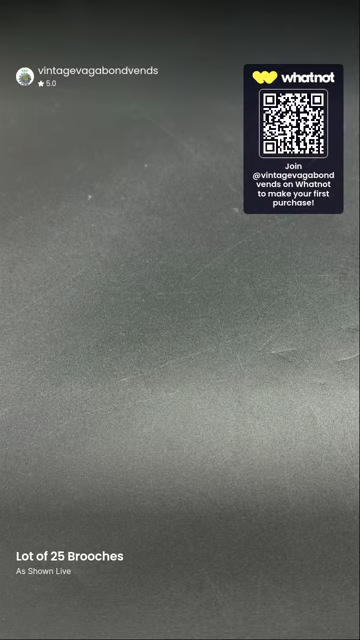 vintagevagabondvends
5.0
whatnot
Join
@vintagevagabond
vends on Whatnot
to make your first
purchase!
Lot of 25 Brooches
As Shown Live